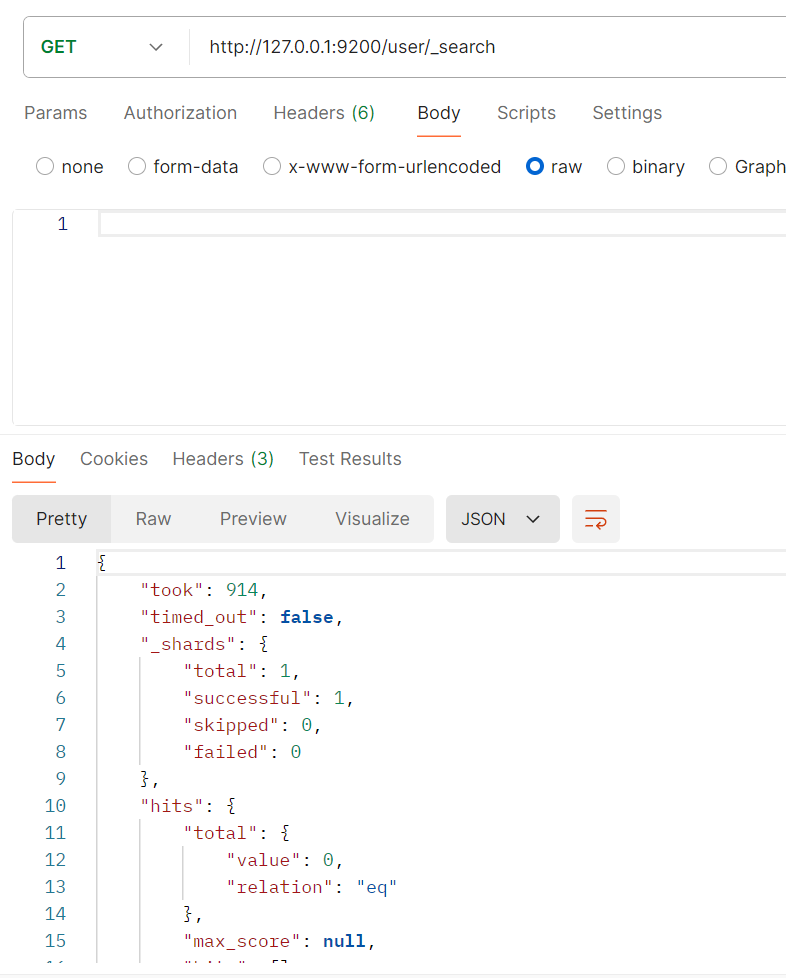 GET http://127.0.0.1:9200/user/_search
Params Authorization Headers (6) Body Scripts Settings
none form-data x-www-form-urlencoded raw binary Graph
1
Body Cookies Headers (3) Test Results
Pretty Raw Preview Visualize JSON
1 {
2 "took": 914,
3 "timed_out": false,
4 "_shards": {
5 "total": 1,
6 "successful": 1,
7 "skipped": 0,
8 "failed": 0
9 },
10 "hits": {
11 "total": {
12 "value": 0,
13 "relation": "eq"
14 },
15 "max_score": null,